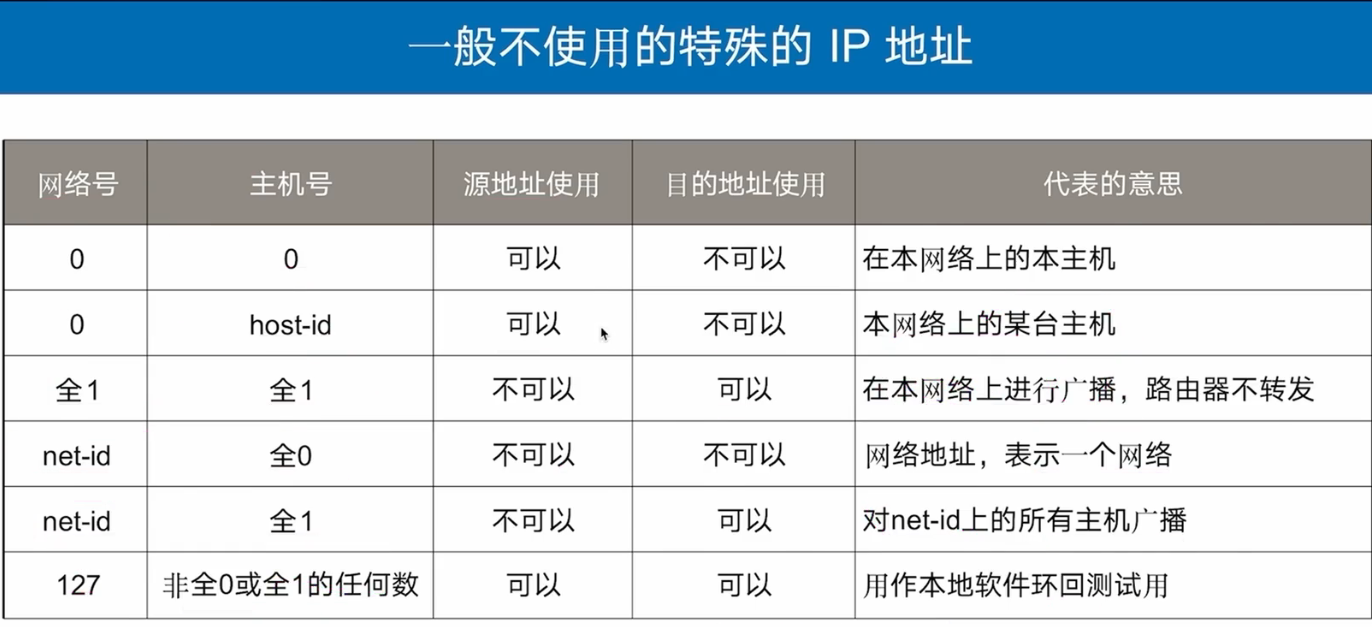 一般不使用的特殊的 IP 地址
网络号 主机号 源地址使用 目的地址使用 代表的意思
0 0 可以 不可以 在本网络上的本主机
0 host-id 可以 不可以 本网络上的某台主机
全1 全1 不可以 可以 在本网络上进行广播，路由器不转发
net-id 全0 不可以 不可以 网络地址，表示一个网络
net-id 全1 不可以 可以 对net-id上的所有主机广播
127 非全0或全1的任何数 可以 可以 用作本地软件环回测试用